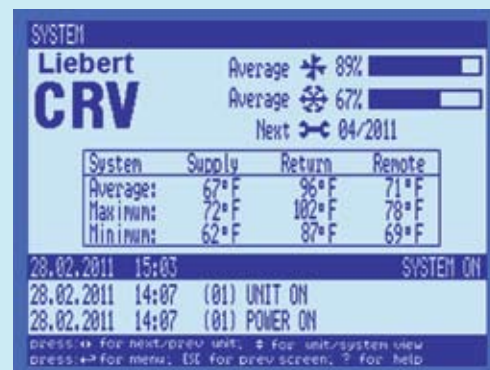 SYSTEM
Liebert
CRV
Average 89%
Average 67%
Next 04/2011
System Supply Return Remote
Average: 67°F 96°F 71°F
Maximum: 72°F 102°F 78°F
Minimum: 62°F 87°F 69°F
28.02.2011 15:03 SYSTEM ON
28.02.2011 14:07 (01) UNIT ON
28.02.2011 14:07 (01) POWER ON
press: for next/prev unit; for unit/system view
press: for menu; ESC for prev screen; ? for help